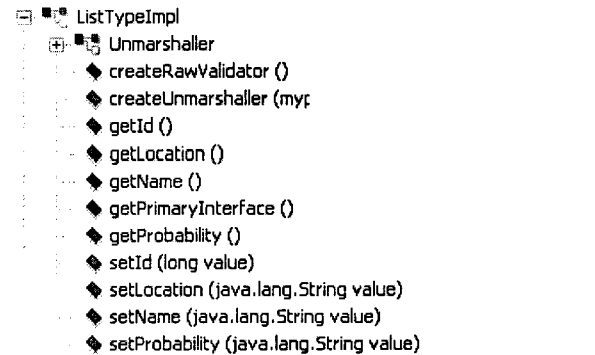 ListTypeImpl
Unmarshaller
createRawValidator ()
createUnmarshaller (myp
getId ()
getLocation ()
getName ()
getPrimaryInterface ()
getProbability ()
setId (long value)
setLocation (java.lang.String value)
setName (java.lang.String value)
setProbability (java.lang.String value)